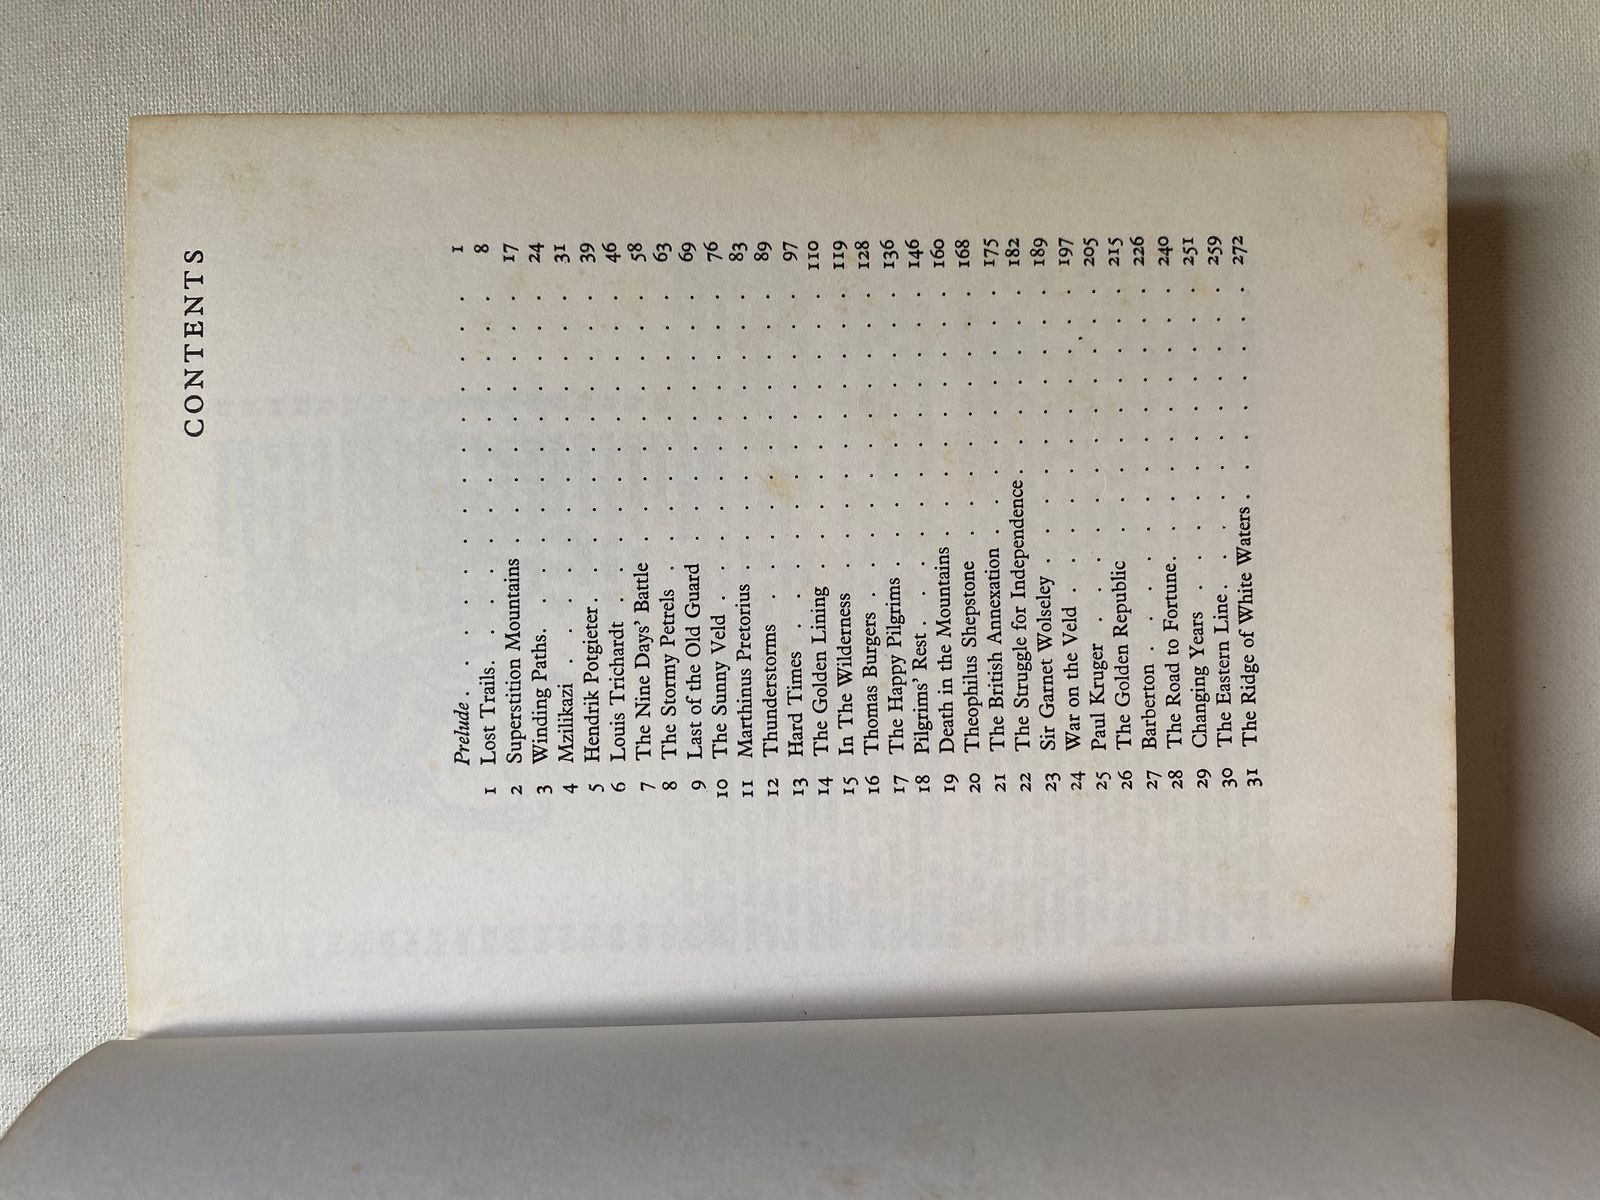 CONTENTS
Prelude . . . . . . . . . . . . . . 1
1 Lost Trails. . . . . . . . . . . . . 8
2 Superstition Mountains . . . . . . . . . 17
3 Winding Paths. . . . . . . . . . . . 24
4 Mzilikazi . . . . . . . . . . . . . 31
5 Hendrik Potgieter . . . . . . . . . . . 39
6 Louis Trichardt . . . . . . . . . . . 46
7 The Nine Days' Battle . . . . . . . . . . 58
8 The Stormy Petrels . . . . . . . . . . 63
9 Last of the Old Guard . . . . . . . . . 69
10 The Sunny Veld . . . . . . . . . . . 76
11 Marthinus Pretorius . . . . . . . . . . 83
12 Thunderstorms . . . . . . . . . . . 89
13 Hard Times . . . . . . . . . . . . 97
14 The Golden Lining . . . . . . . . . . 110
15 In The Wilderness . . . . . . . . . . 119
16 Thomas Burgers . . . . . . . . . . . 128
17 The Happy Pilgrims . . . . . . . . . . 136
18 Pilgrims' Rest . . . . . . . . . . . . 146
19 Death in the Mountains . . . . . . . . . 160
20 Theophilus Shepstone . . . . . . . . . 168
21 The British Annexation . . . . . . . . . 175
22 The Struggle for Independence . . . . . . . 182
23 Sir Garnet Wolseley . . . . . . . . . . 189
24 War on the Veld . . . . . . . . . . . 197
25 Paul Kruger . . . . . . . . . . . . 205
26 The Golden Republic . . . . . . . . . . 215
27 Barberton . . . . . . . . . . . . . 226
28 The Road to Fortune. . . . . . . . . . 240
29 Changing Years . . . . . . . . . . . 251
30 The Eastern Line . . . . . . . . . . . 259
31 The Ridge of White Waters . . . . . . . . 272